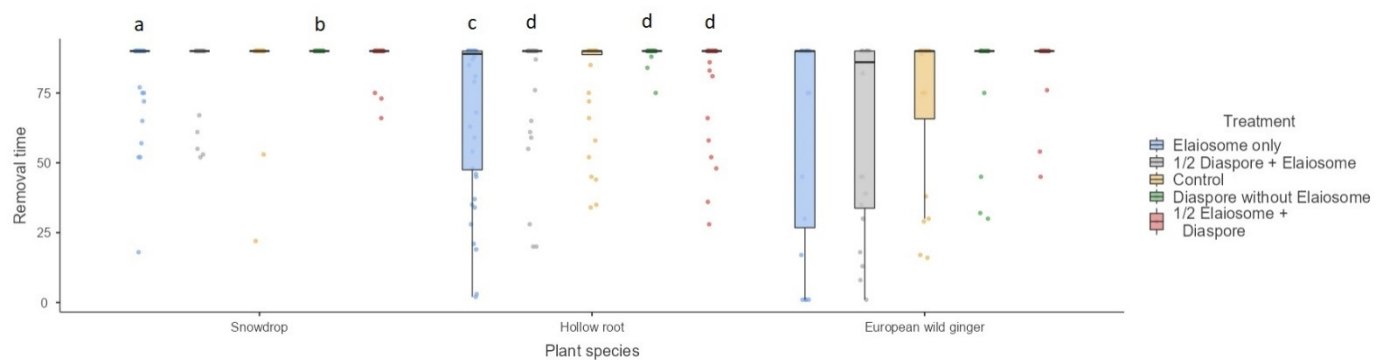 a
b
c
d
d
d
Removal time
75
50
25
0
Snowdrop
Hollow root
European wild ginger
Plant species
Treatment
Elaiosome only
1/2 Diaspore + Elaiosome
Control
Diaspore without Elaiosome
1/2 Elaiosome +
Diaspore